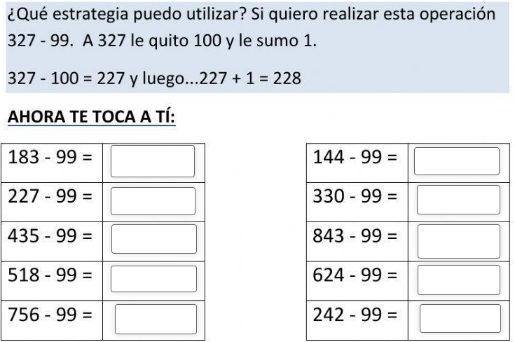 ¿Qué estrategia puedo utilizar? Si quiero realizar esta operación
327 - 99.  A 327 le quito 100 y le sumo 1.
327 - 100 = 227 y luego...227 + 1 = 228
AHORA TE TOCA A TÍ:
183 - 99 =
227 - 99 =
435 - 99 =
518 - 99 =
756 - 99 =
144 - 99 =
330 - 99 =
843 - 99 =
624 - 99 =
242 - 99 =